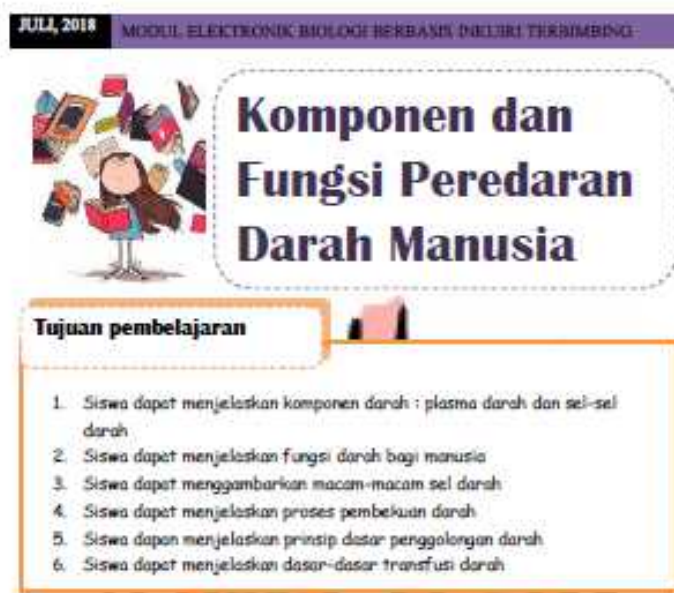 JULI, 2018
MODUL ELEKTRONIK BIOLOGI BERBASIS INKUIRI TERBIMBING
Komponen dan
Fungsi Peredaran
Darah Manusia
Tujuan pembelajaran
1. Siswa dapat menjelaskan komponen darah : plasma darah dan sel-sel
darah
2. Siswa dapat menjelaskan fungsi darah bagi manusia
3. Siswa dapat menggambarkan macam-macam sel darah
4. Siswa dapat menjelaskan proses pembekuan darah
5. Siswa dapan menjelaskan prinsip dasar penggolongan darah
6. Siswa dapat menjelaskan dasar-dasar transfusi darah